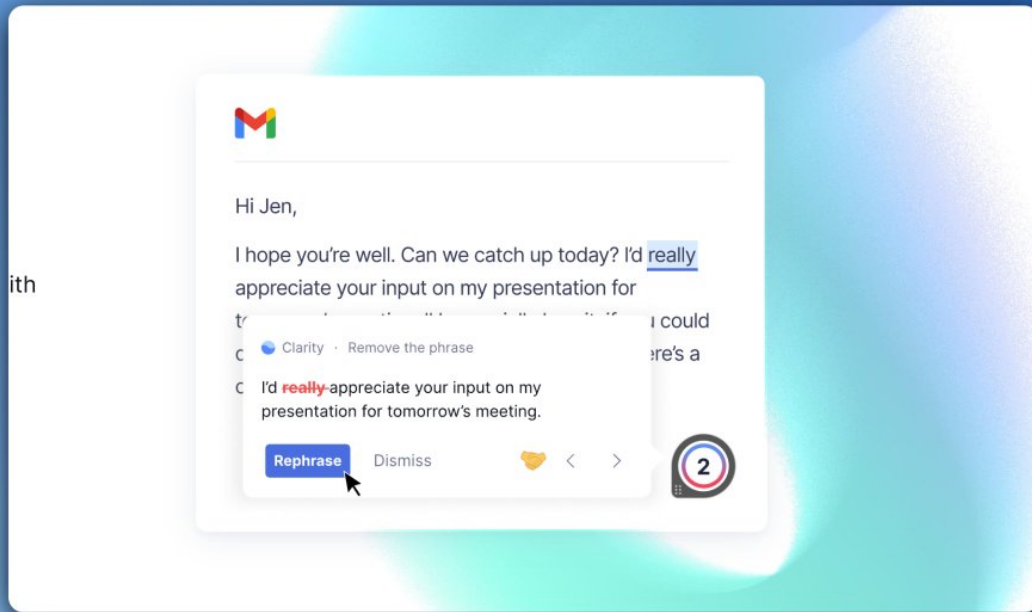 ith
Hi Jen,
I hope you’re well. Can we catch up today? I’d really
appreciate your input on my presentation for
could
ere’s a
Clarity · Remove the phrase
I’d really appreciate your input on my
presentation for tomorrow’s meeting.
Rephrase Dismiss
2